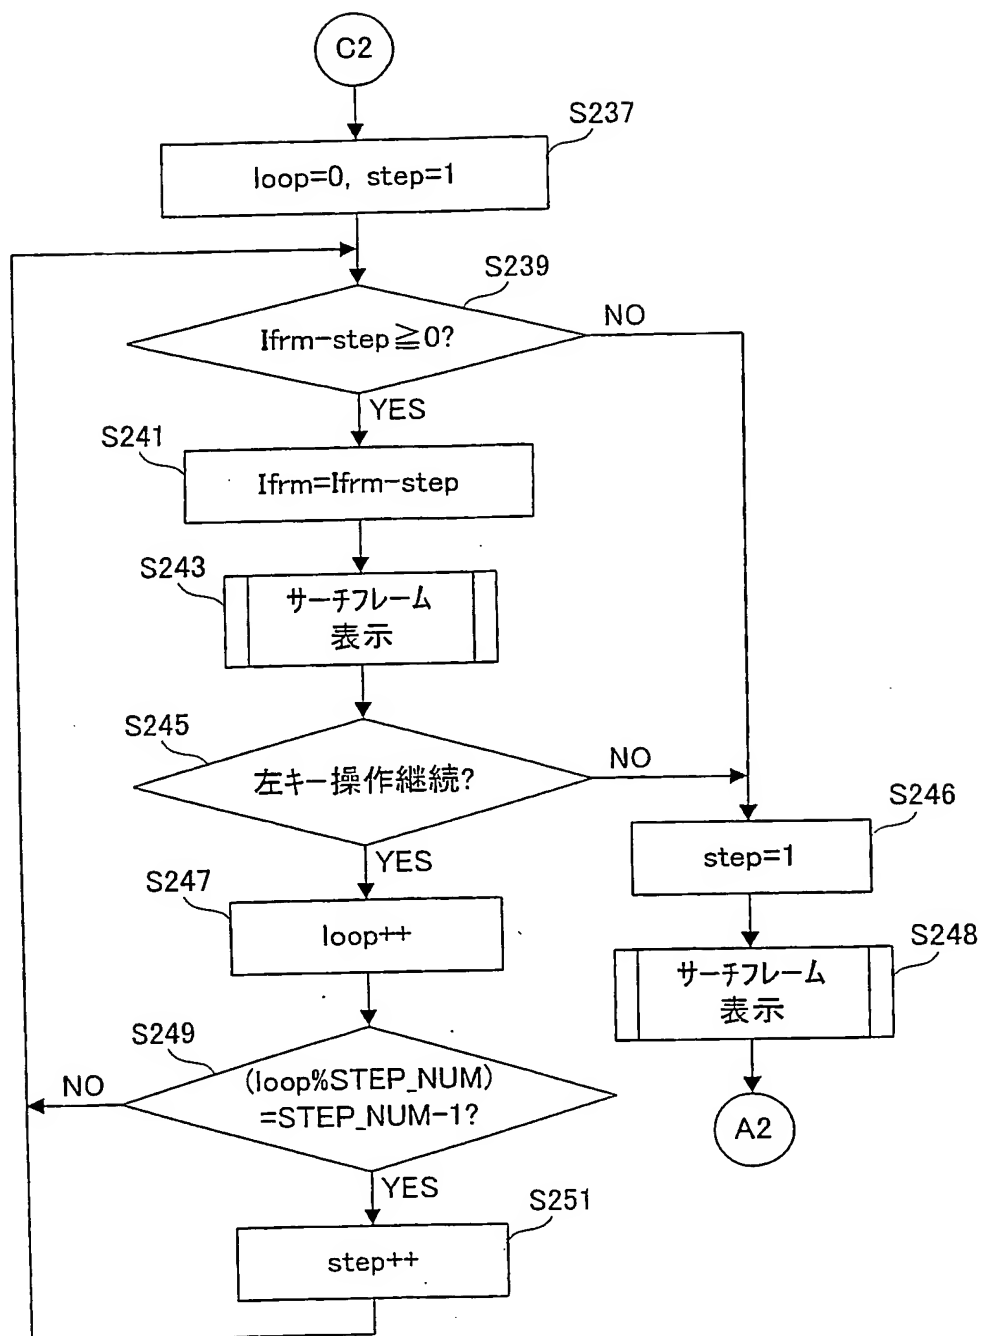 C2
S237
loop=0, step=1
S239
Ifrm-step≧0?
NO
YES
S241
Ifrm=Ifrm-step
S243
サーチフレーム
表示
S245
左キー操作継続?
NO
YES
S246
step=1
S247
loop++
S248
サーチフレーム
表示
S249
(loop%STEP_NUM)
=STEP_NUM-1?
NO
YES
A2
S251
step++